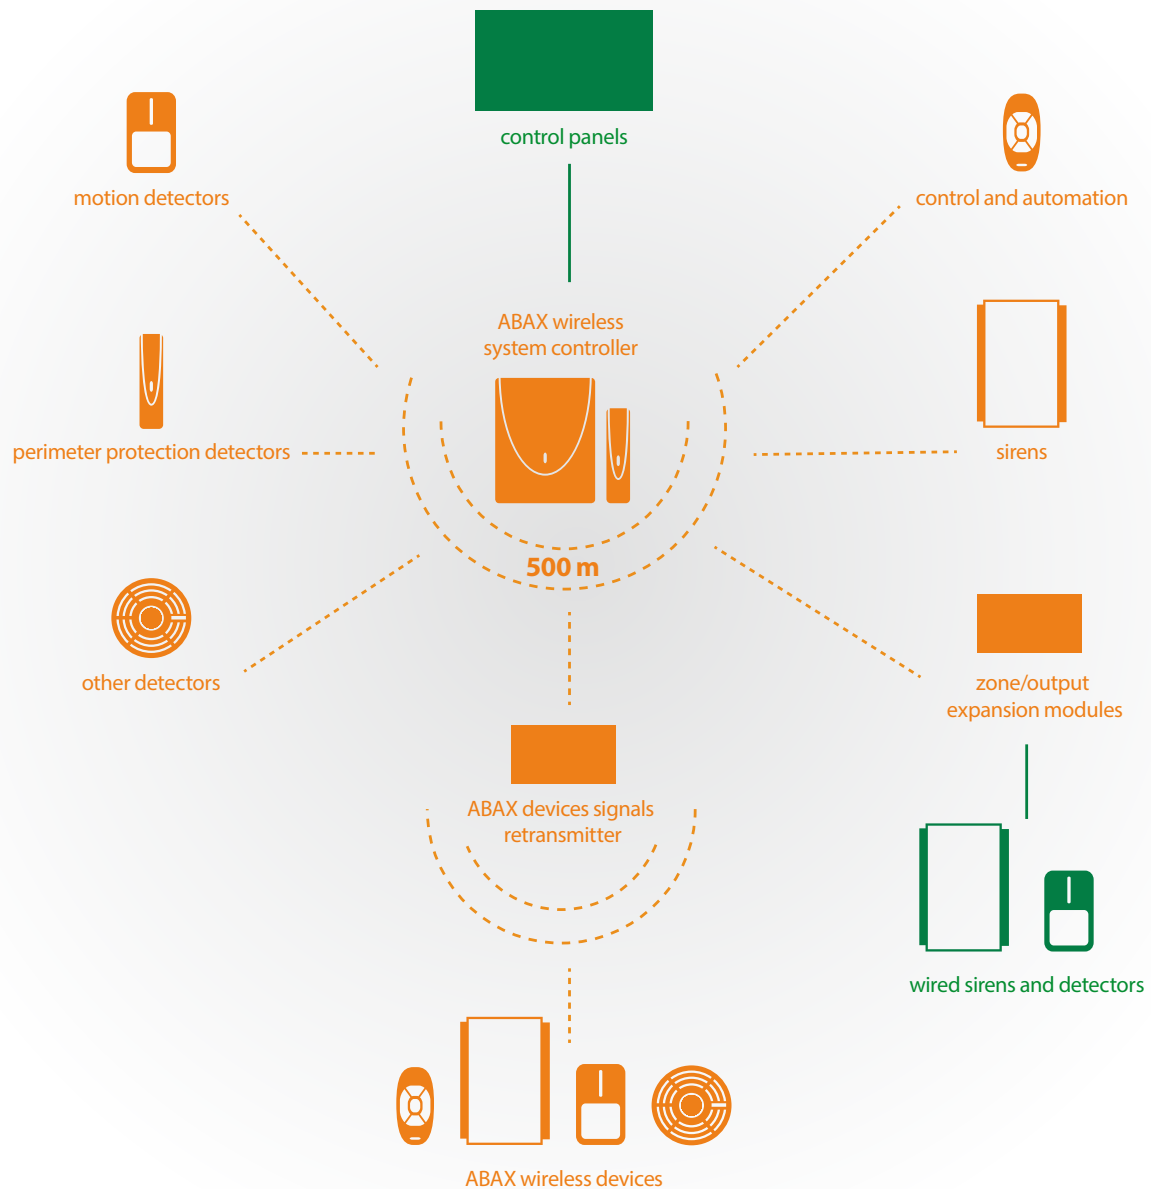 control panels
motion detectors
control and automation
ABAX wireless
system controller
perimeter protection detectors
sirens
500 m
other detectors
zone/output
expansion modules
ABAX devices signals
retransmitter
wired sirens and detectors
ABAX wireless devices